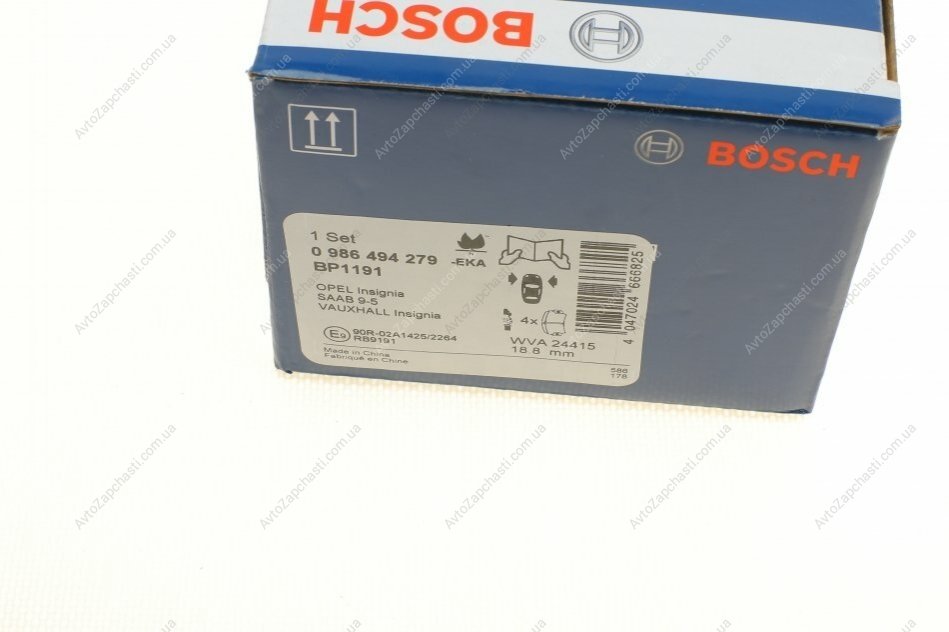 BOSCH
BOSCH
1 Set
0 986 494 279
BP1191
-EKA
OPEL Insignia
SAAB 9-5
VAUXHALL Insignia
E9 90R-02A1425/2264
RB9191
Made in China
Fabriqué en Chine
4x
WVA 24415
18.8 mm
586
178
4 047024 666825
AvtoZapchasti.com.ua